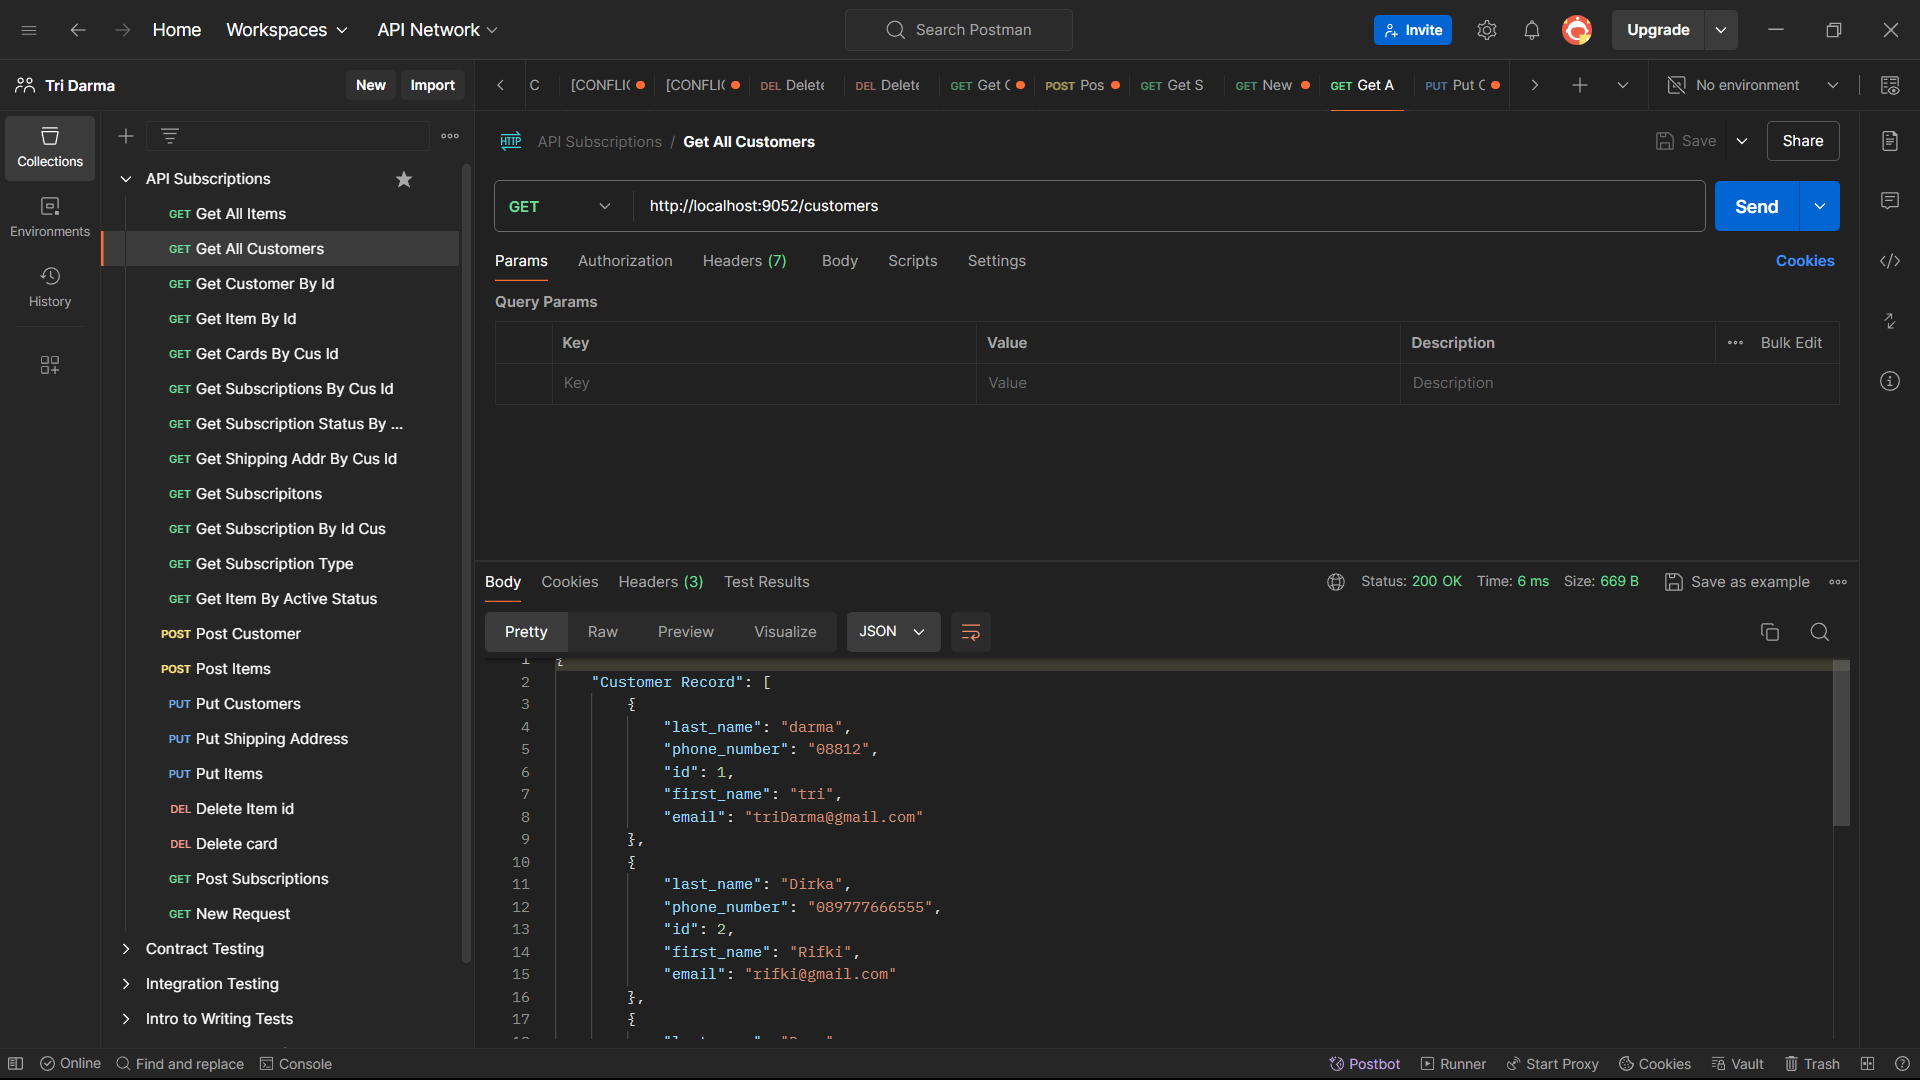 Home Workspaces API Network Search Postman Invite Upgrade
Tri Darma New Import
C [CONFLIC [CONFLIC DEL Delete DEL Delete GET Get C POST Pos GET Get S GET New GET Get A PUT Put C No environment
Collections
Environments
History
API Subscriptions
GET Get All Items
GET Get All Customers
GET Get Customer By Id
GET Get Item By Id
GET Get Cards By Cus Id
GET Get Subscriptions By Cus Id
GET Get Subscription Status By ...
GET Get Shipping Addr By Cus Id
GET Get Subscripitons
GET Get Subscription By Id Cus
GET Get Subscription Type
GET Get Item By Active Status
POST Post Customer
POST Post Items
PUT Put Customers
PUT Put Shipping Address
PUT Put Items
DEL Delete Item id
DEL Delete card
GET Post Subscriptions
GET New Request
Contract Testing
Integration Testing
Intro to Writing Tests
HTTP API Subscriptions / Get All Customers Save Share
GET http://localhost:9052/customers Send
Params Authorization Headers (7) Body Scripts Settings Cookies
Query Params
Key Value Description Bulk Edit
Key Value Description
Body Cookies Headers (3) Test Results Status: 200 OK Time: 6 ms Size: 669 B Save as example
Pretty Raw Preview Visualize JSON
1 {
2 "Customer Record": [
3 {
4 "last_name": "darma",
5 "phone_number": "08812",
6 "id": 1,
7 "first_name": "tri",
8 "email": "triDarma@gmail.com"
9 },
10 {
11 "last_name": "Dirka",
12 "phone_number": "089777666555",
13 "id": 2,
14 "first_name": "Rifki",
15 "email": "rifki@gmail.com"
16 },
17 {
Online Find and replace Console Postbot Runner Start Proxy Cookies Vault Trash